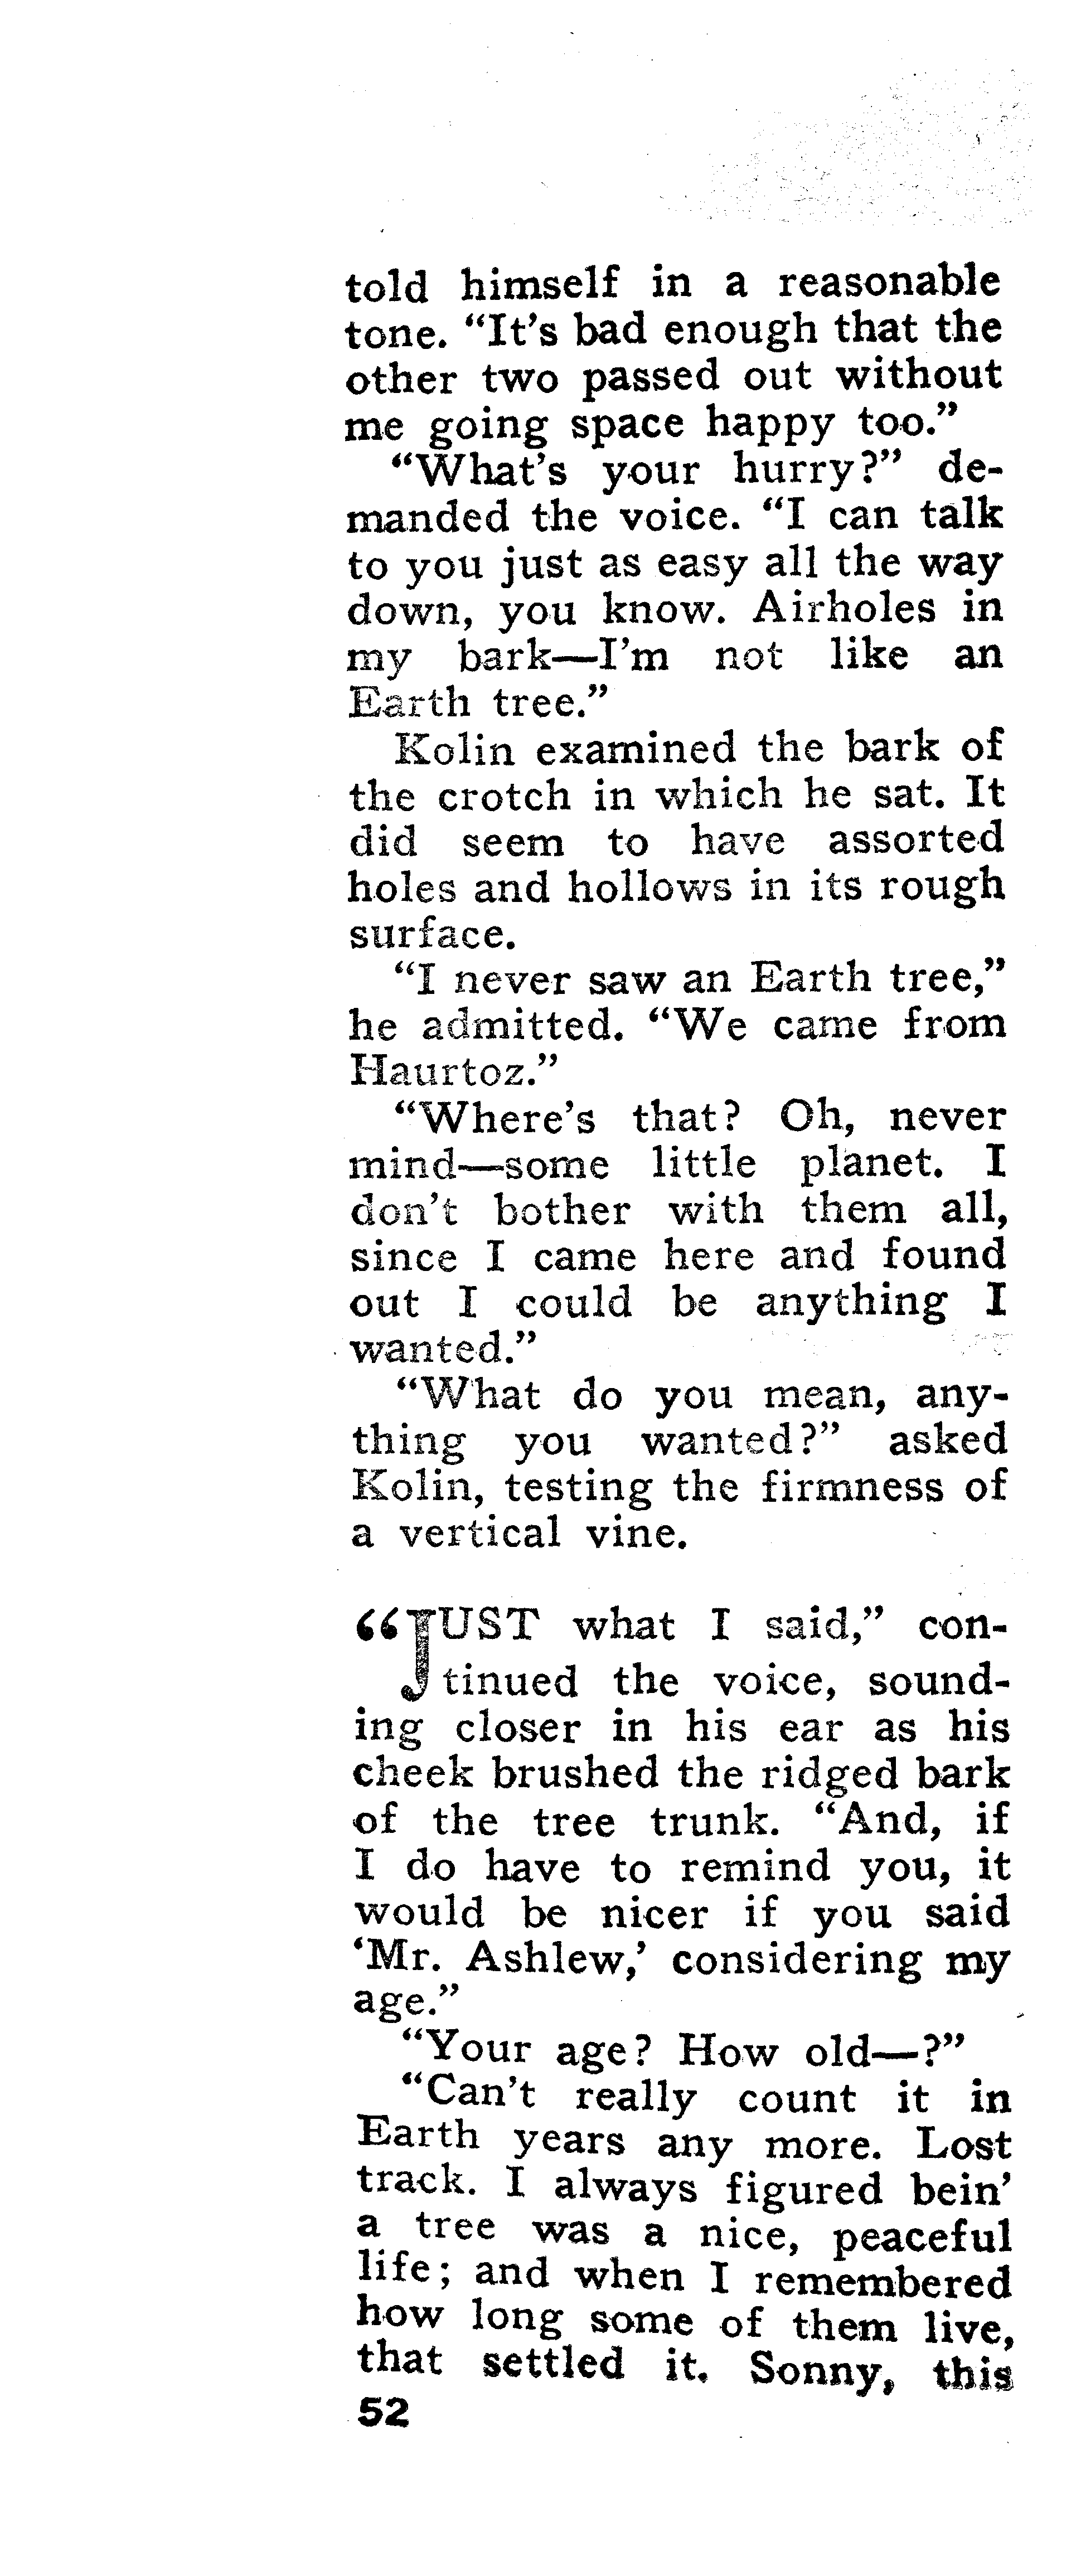 told himself in a reasonable
tone. “It’s bad enough that the
other two passed out without
me going space happy too.”
“What’s your hurry?” de-
manded the voice. “I can talk
to you just as easy all the way
down, you know. Airholes in
my bark—I’m not like an
Earth tree.”
Kolin examined the bark of
the crotch in which he sat. It
did seem to have assorted
holes and hollows in its rough
surface.
“I never saw an Earth tree,”
he admitted. “We came from
Haurtoz.”
“Where’s that? Oh, never
mind—some little planet. I
don’t bother with them all,
since I came here and found
out I could be anything I
wanted.”
“What do you mean, any-
thing you wanted?” asked
Kolin, testing the firmness of
a vertical vine.
“JUST what I said,” con-
tinued the voice, sound-
ing closer in his ear as his
cheek brushed the ridged bark
of the tree trunk. “And, if
I do have to remind you, it
would be nicer if you said
‘Mr. Ashlew,’ considering my
age.”
“Your age? How old—?”
“Can’t really count it in
Earth years any more. Lost
track. I always figured bein’
a tree was a nice, peaceful
life; and when I remembered
how long some of them live,
that settled it. Sonny, this
52